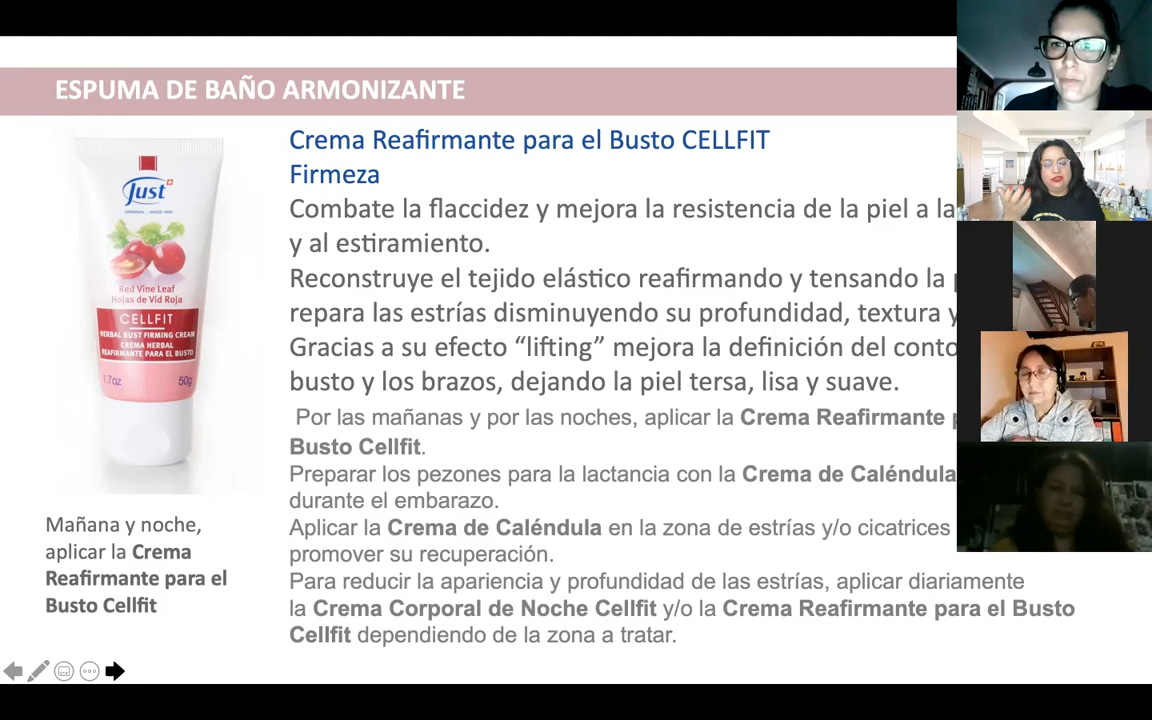 ESPUMA DE BAÑO ARMONIZANTE
Crema Reafirmante para el Busto CELLFIT
Firmeza
Combate la flaccidez y mejora la resistencia de la piel a la
y al estiramiento.
Reconstruye el tejido elástico reafirmando y tensando la
repara las estrías disminuyendo su profundidad, textura y
Gracias a su efecto “lifting” mejora la definición del
busto y los brazos, dejando la piel tersa, lisa y suave.
Por las mañanas y por las noches, aplicar la Crema Reafirmante
Busto Cellfit.
Preparar los pezones para la lactancia con la Crema de Caléndula
durante el embarazo.
Aplicar la Crema de Caléndula en la zona de estrías y/o cicatrices
promover su recuperación.
Para reducir la apariencia y profundidad de las estrías, aplicar diariamente
la Crema Corporal de Noche Cellfit y/o la Crema Reafirmante para el Busto
Cellfit dependiendo de la zona a tratar.
Just
ORIGINAL - SINCE 1930
Red Vine Leaf
Hojas de Vid Roja
CELLFIT
HERBAL BUST FIRMING CREAM
CREMA HERBAL
REAFIRMANTE PARA EL BUSTO
1.7oz 50g
Mañana y noche,
aplicar la Crema
Reafirmante para el
Busto Cellfit